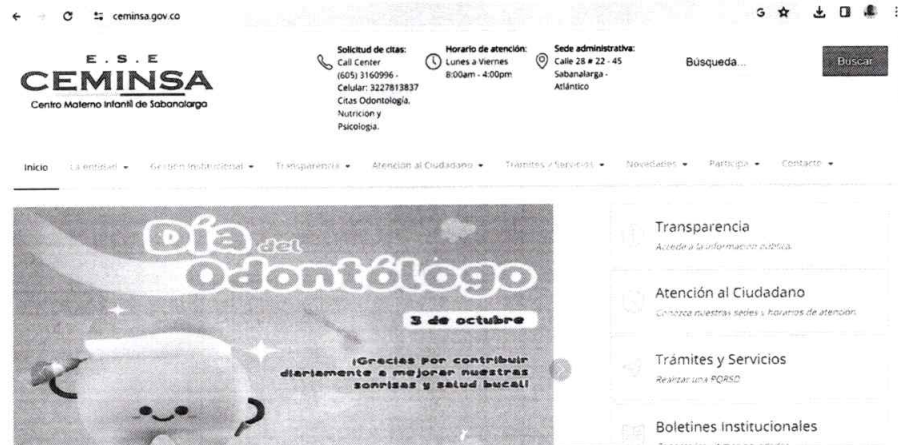 ceminsa.gov.co
E.S.E
CEMINSA
Centro Materno Infantil de Sabanalarga
Solicitud de citas:
Call Center
(605) 3160996 -
Celular: 3227813837
Citas Odontología,
Nutrición y
Psicología.
Horario de atención:
Lunes a Viernes
8:00am - 4:00pm
Sede administrativa:
Calle 28 # 22 - 45
Sabanalarga -
Atlántico
Búsqueda...
Buscar
Inicio
La entidad
Gestión Institucional
Transparencia
Atención al Ciudadano
Trámites y Servicios
Novedades
Participa
Contacto
Día del
Odontólogo
3 de octubre
¡Gracias por contribuir
diariamente a mejorar nuestras
sonrisas y salud bucal!
Transparencia
Accede a la información pública.
Atención al Ciudadano
Conozca nuestras sedes y horarios de atención.
Trámites y Servicios
Realizar una PQRSD
Boletines institucionales